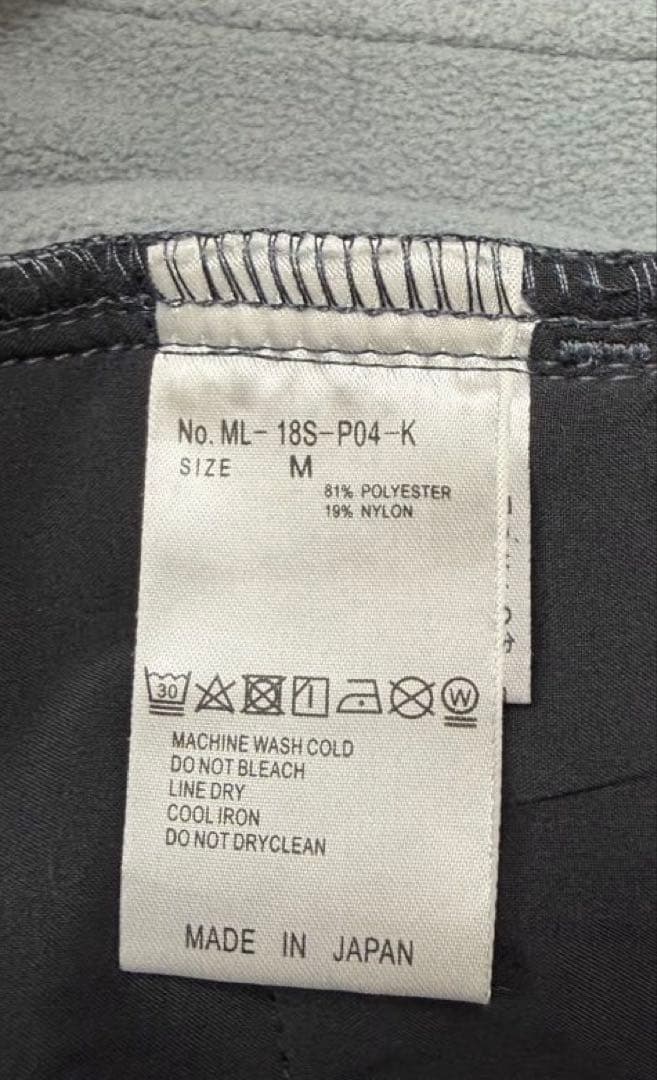 No. ML-18S-P04-K
SIZE M
81% POLYESTER
19% NYLON
30
W
MACHINE WASH COLD
DO NOT BLEACH
LINE DRY
COOL IRON
DO NOT DRYCLEAN
MADE IN JAPAN